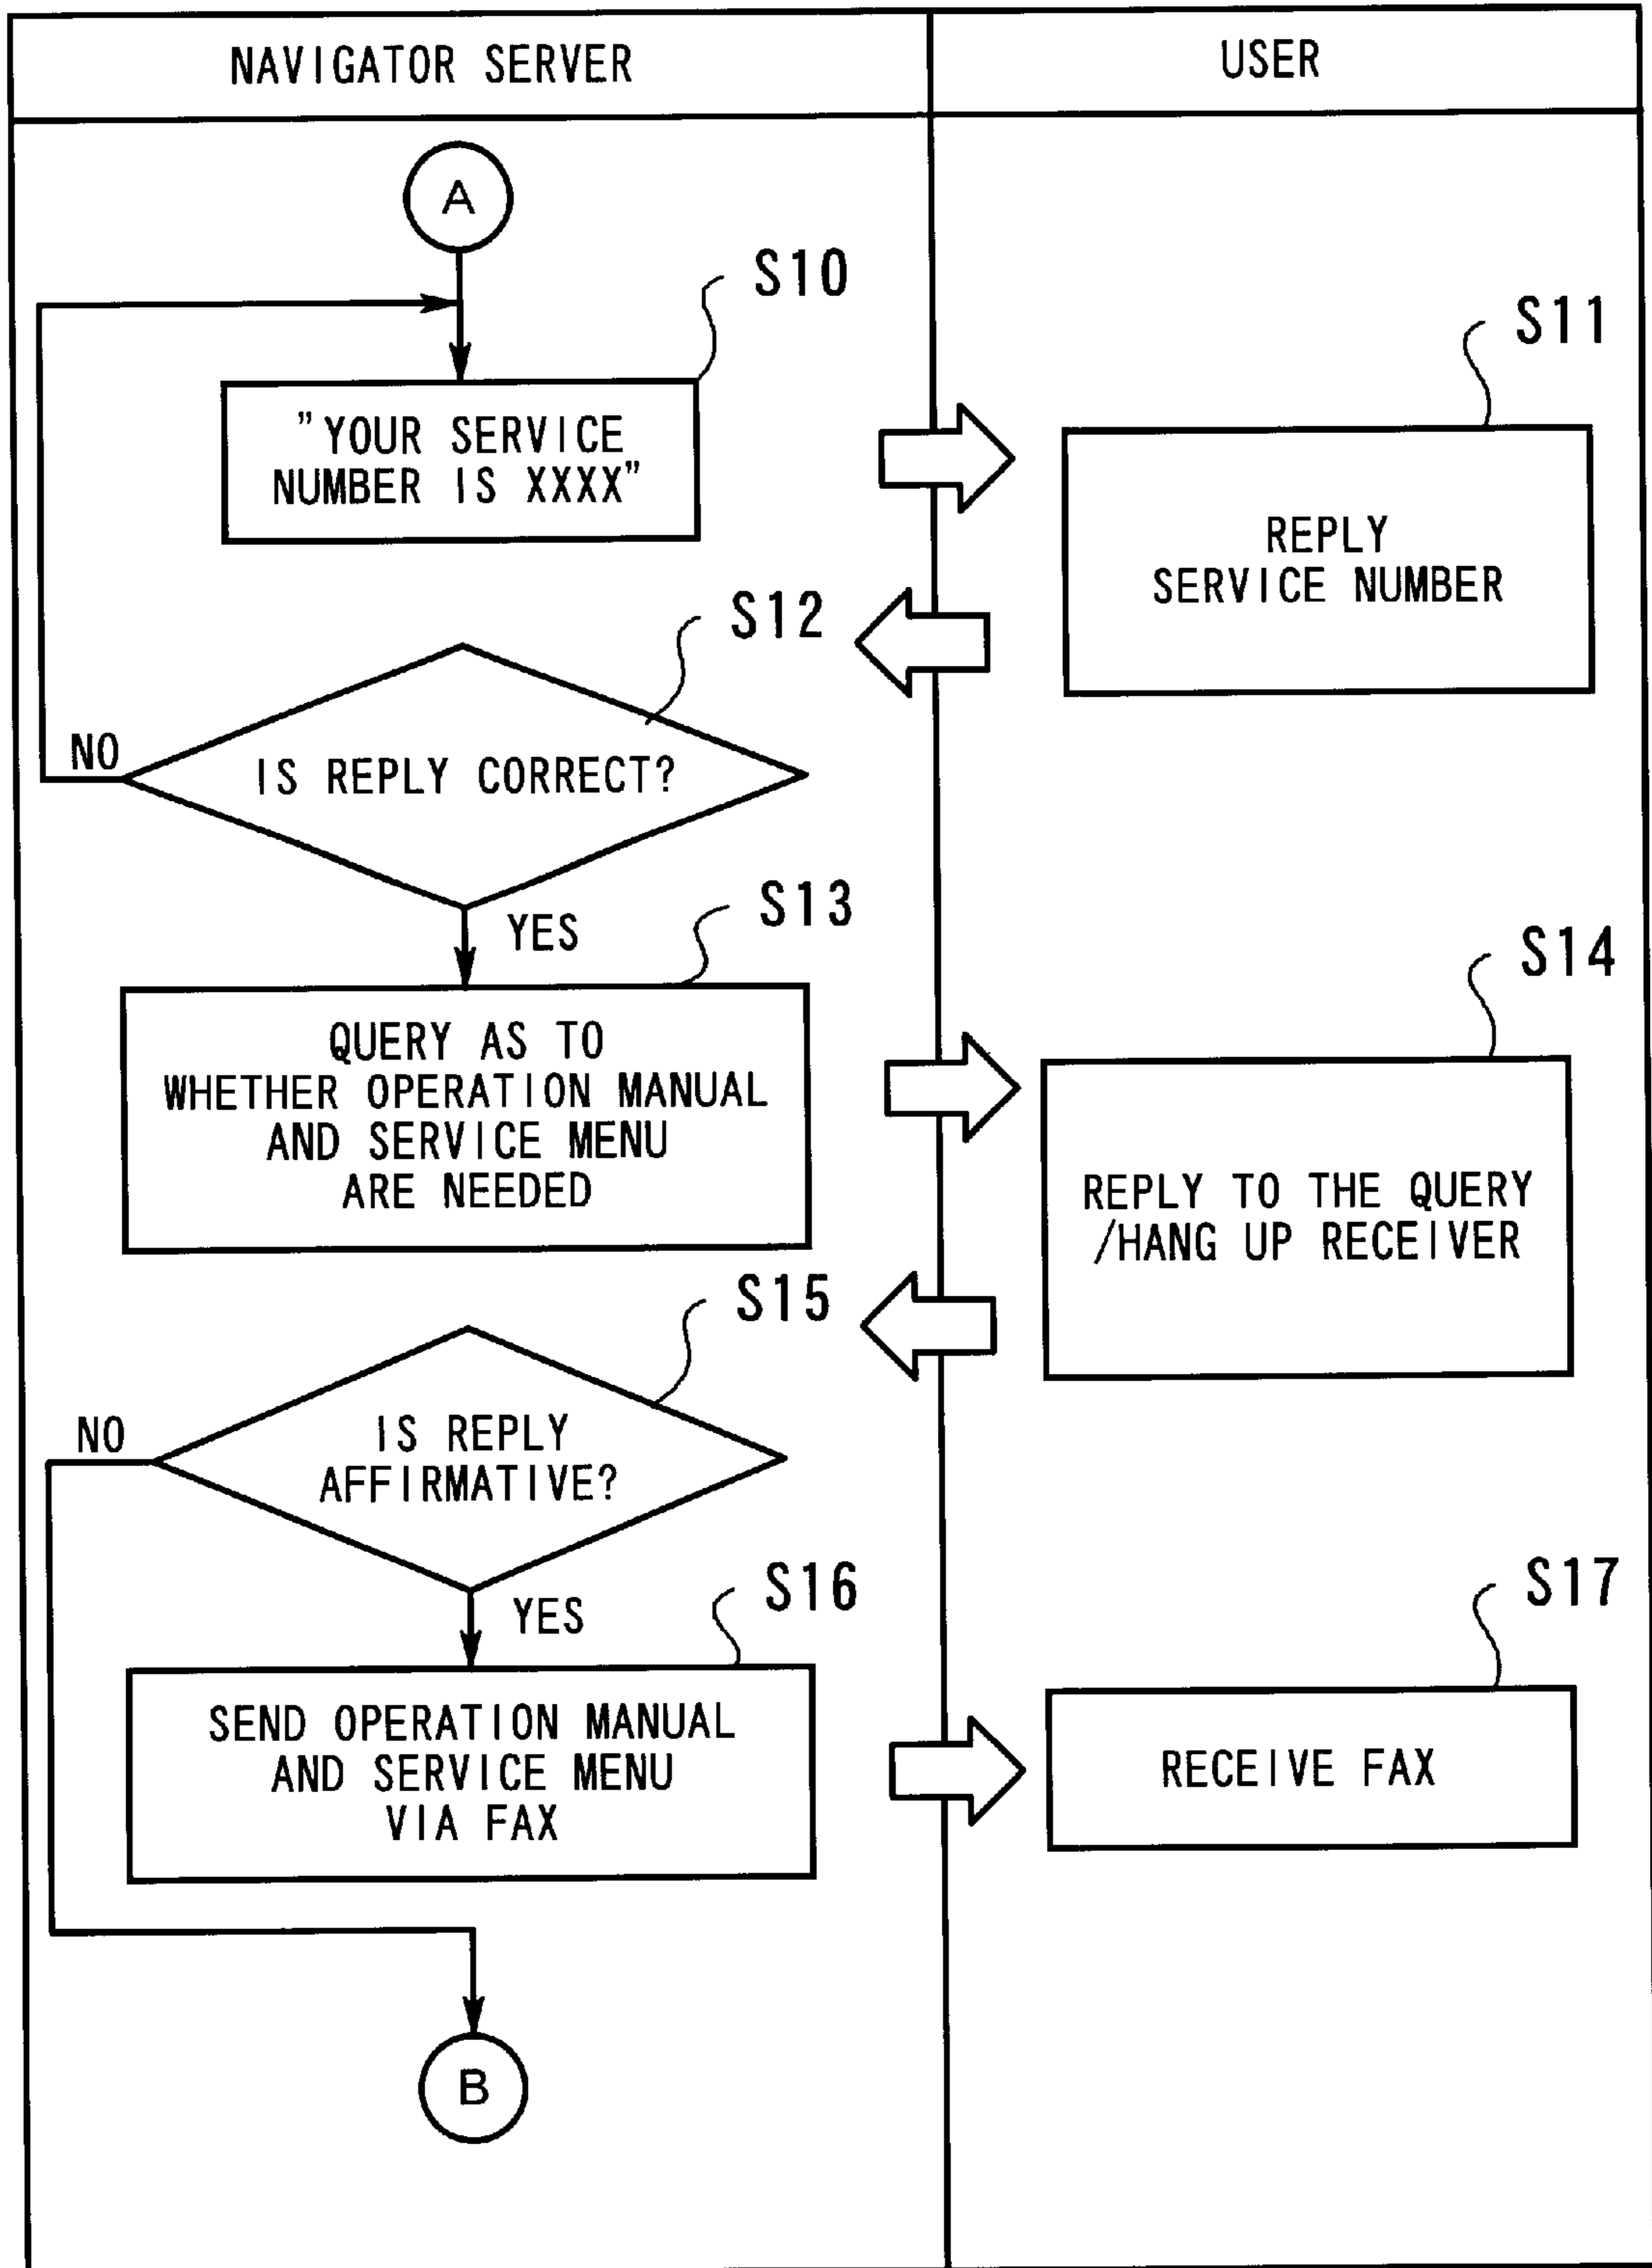 NAVIGATOR SERVER
USER
A
S10
"YOUR SERVICE
NUMBER IS XXXX"
S11
REPLY
SERVICE NUMBER
S12
IS REPLY CORRECT?
NO
YES
S13
QUERY AS TO
WHETHER OPERATION MANUAL
AND SERVICE MENU
ARE NEEDED
S14
REPLY TO THE QUERY
/HANG UP RECEIVER
S15
IS REPLY
AFFIRMATIVE?
NO
YES
S16
SEND OPERATION MANUAL
AND SERVICE MENU
VIA FAX
S17
RECEIVE FAX
B